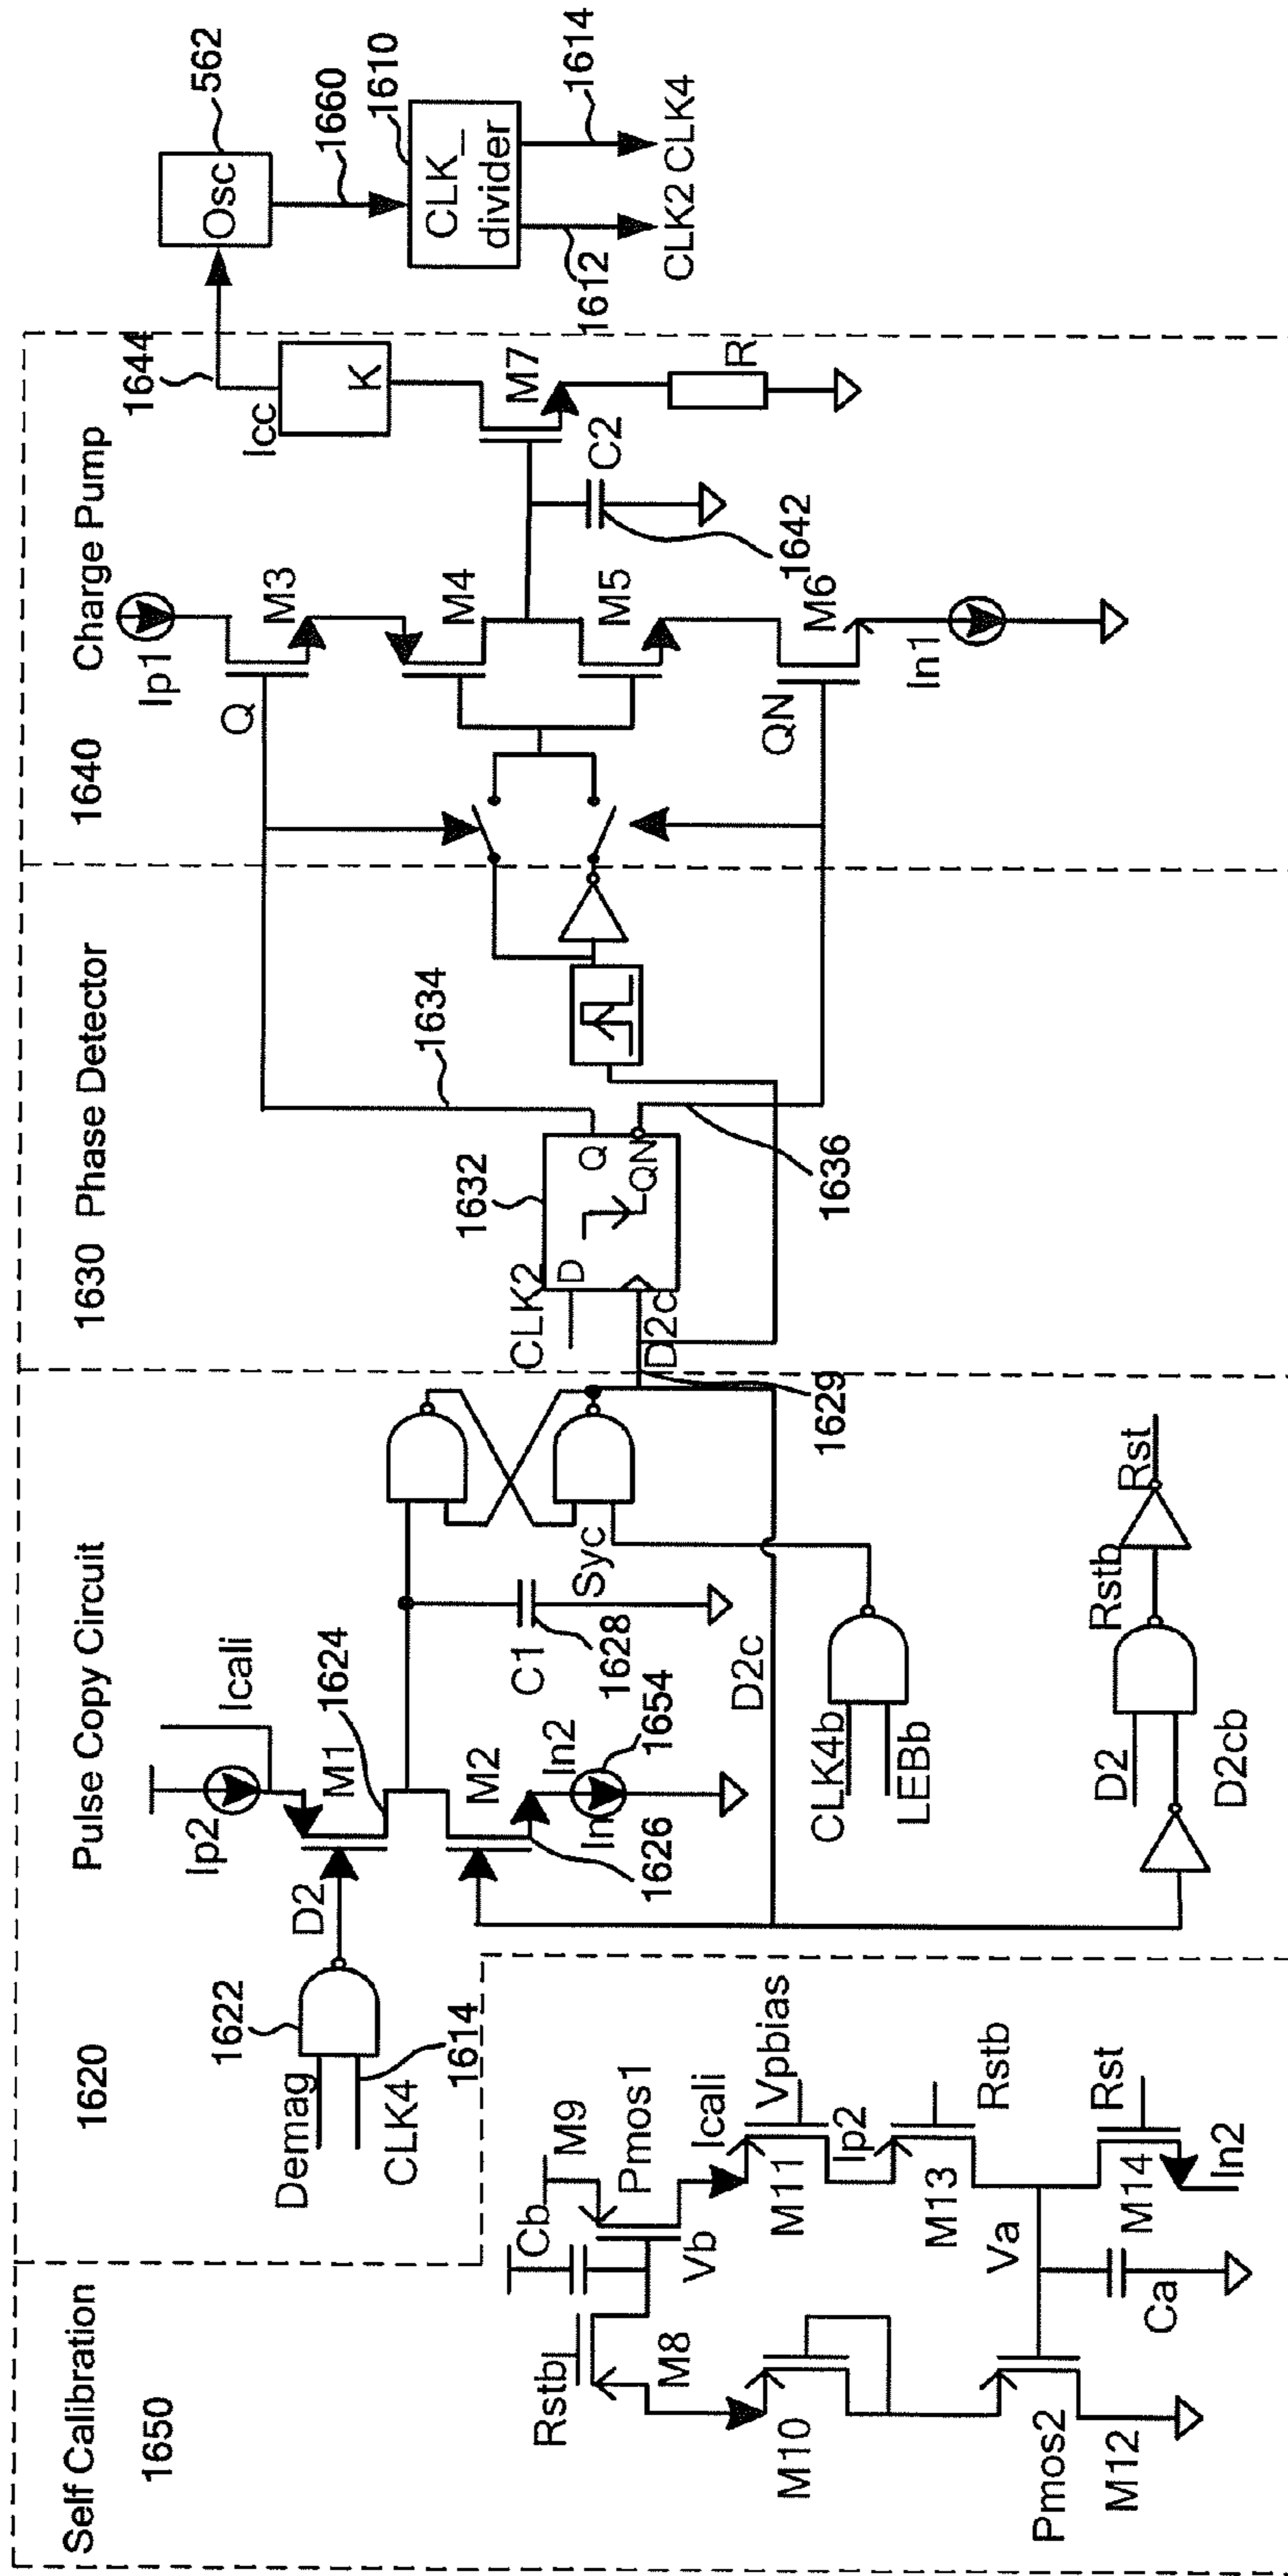 Self Calibration
1650
1620
Pulse Copy Circuit
1630 Phase Detector
1640
Charge Pump
Demag
CLK4
1622
1614
D2
Ip2
Icali
M1
1624
M2
In2
In
1626
1654
C1
1628
Syc
D2c
CLK4b
LEBb
D2
D2cb
Rstb
Rst
1629
Cb
M9
Pmos1
Rstb
M8
Vb
Icali
Vpbias
M10
M11
Ip2
Rstb
M13
Va
Pmos2
M12
Ca
M14
Rst
In2
CLK2
D
D2c
1632
Q
QN
1634
1636
Ip1
Q
M3
M4
M5
QN
M6
In1
C2
1642
Icc
K
1644
M7
R
Osc
562
1660
CLK_
divider
1610
1612
1614
CLK2
CLK4